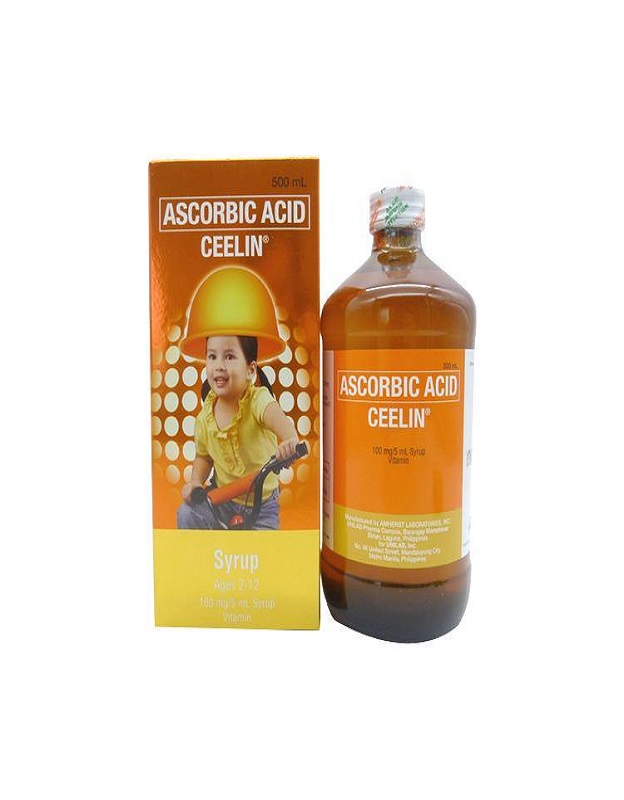 500 mL
ASCORBIC ACID
CEELIN®
Syrup
Ages 2-12
100 mg/5 mL Syrup
Vitamin
500 mL
ASCORBIC ACID
CEELIN®
100 mg/5 mL Syrup
Vitamin
Manufactured by AMHERST LABORATORIES, INC.
UNILAB Pharma Campus, Barangay Mamplasan
Biñan, Laguna, Philippines
for UNILAB, Inc.
No. 66 United Street, Mandaluyong City
Metro Manila, Philippines